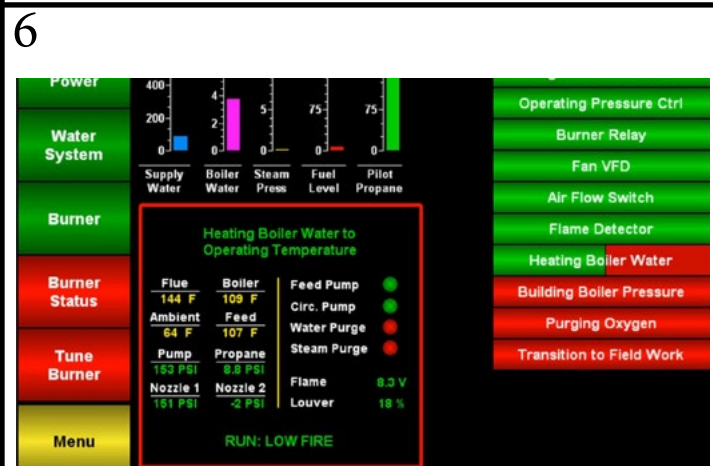 6
Power
Water
System
Burner
Burner
Status
Tune
Burner
Menu
400
200
0
4
2
0
5
0
75
0
75
0
Supply
Water
Boiler
Water
Steam
Press
Fuel
Level
Pilot
Propane
Heating Boiler Water to
Operating Temperature
Flue Boiler
144 F 109 F
Ambient Feed
64 F 107 F
Pump Propane
153 PSI 8.8 PSI
Nozzle 1 Nozzle 2
151 PSI -2 PSI
Feed Pump
Circ. Pump
Water Purge
Steam Purge
Flame 8.3 V
Louver 18 %
RUN: LOW FIRE
Operating Pressure Ctrl
Burner Relay
Fan VFD
Air Flow Switch
Flame Detector
Heating Boiler Water
Building Boiler Pressure
Purging Oxygen
Transition to Field Work